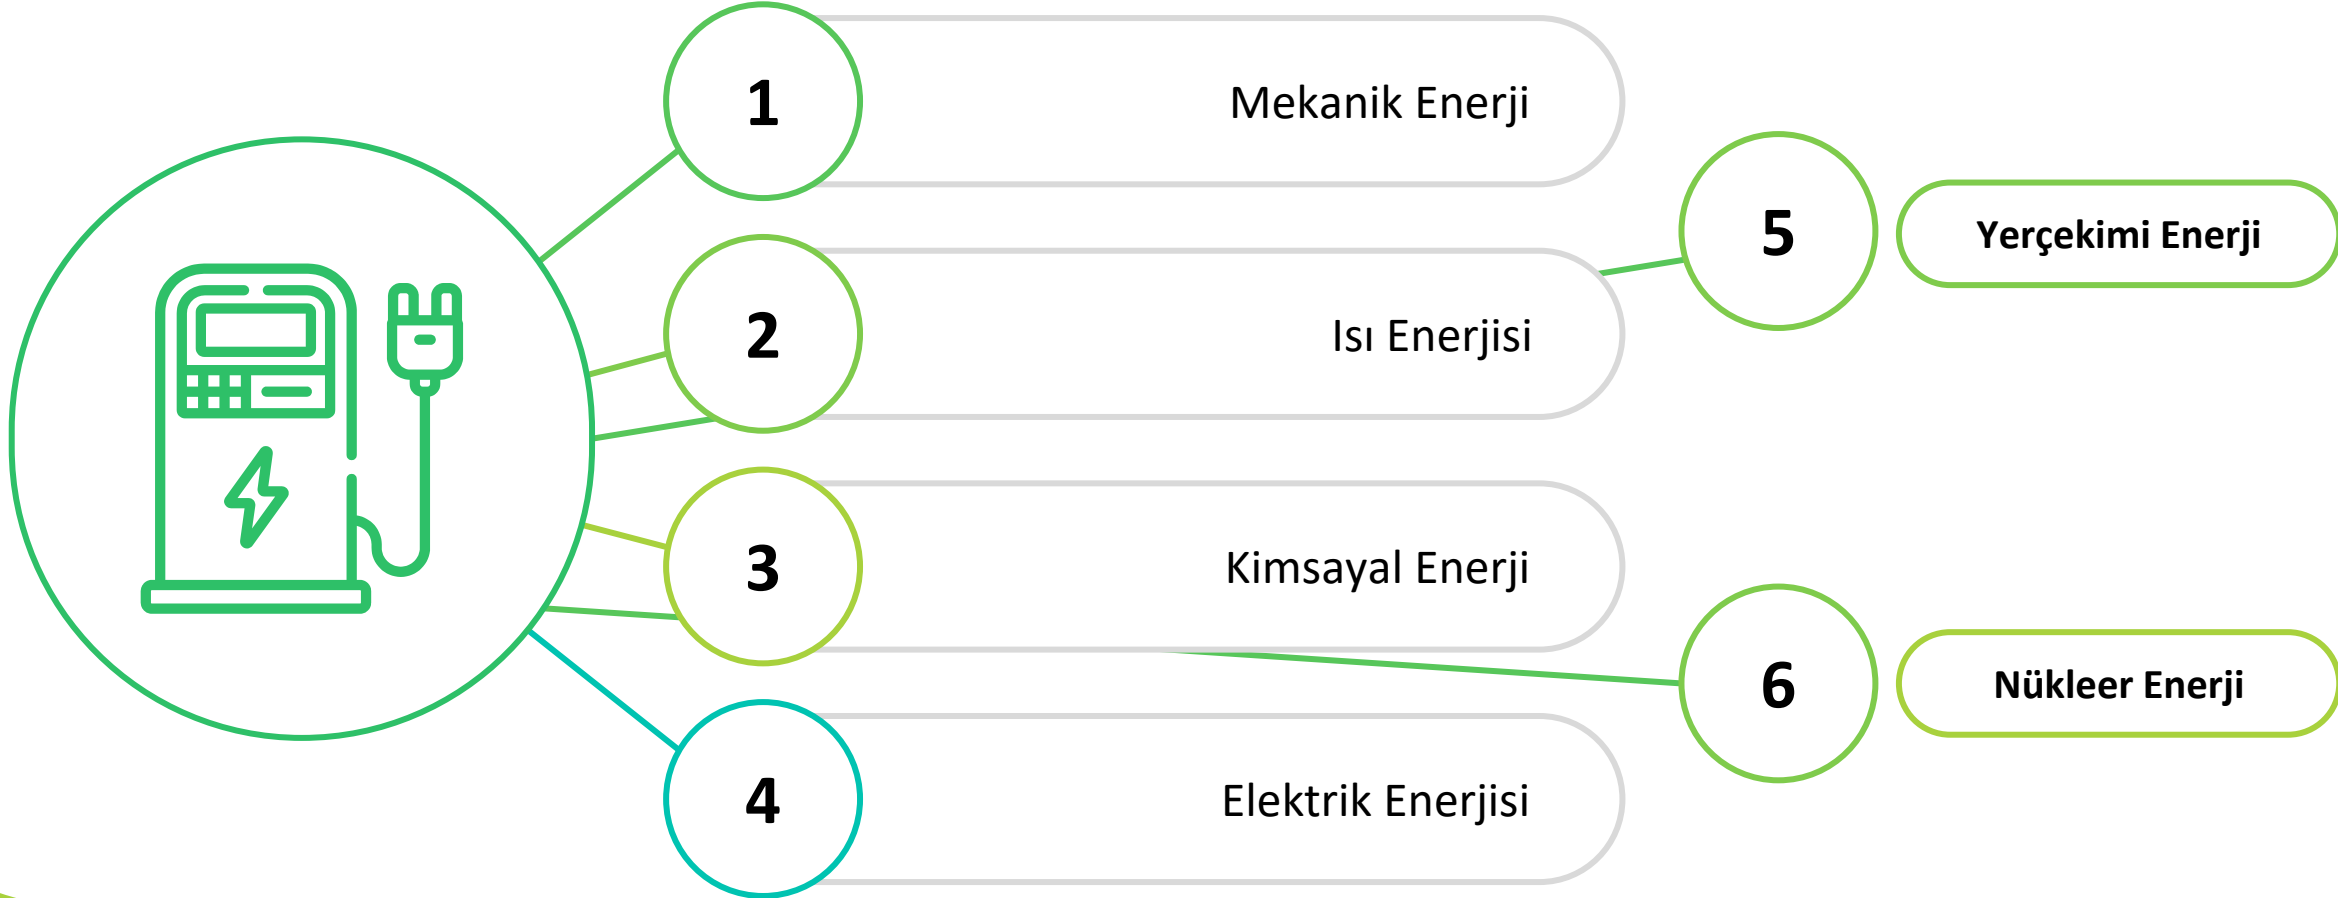 1
Mekanik Enerji
2
Isı Enerjisi
3
Kimsayal Enerji
4
Elektrik Enerjisi
5
Yerçekimi Enerji
6
Nükleer Enerji